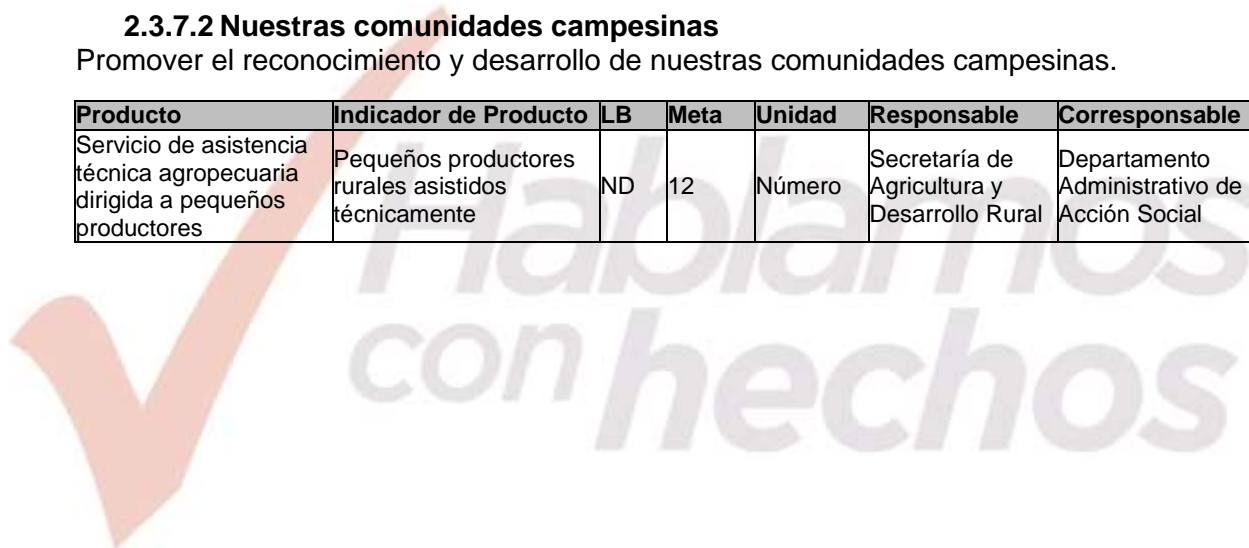 2.3.7.2 Nuestras comunidades campesinas
Promover el reconocimiento y desarrollo de nuestras comunidades campesinas.
Producto Indicador de Producto LB Meta Unidad Responsable Corresponsable
Servicio de asistencia técnica agropecuaria dirigida a pequeños productores Pequeños productores rurales asistidos técnicamente ND 12 Número Secretaría de Agricultura y Desarrollo Rural Departamento Administrativo de Acción Social
Hablamos
con hechos